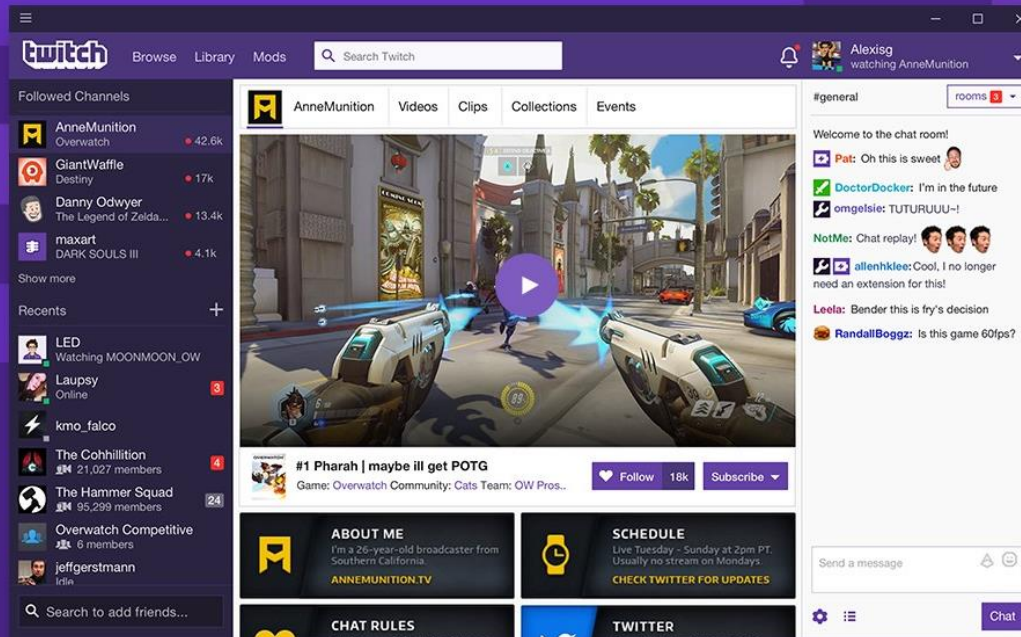 twitch
Browse
Library
Mods
Search Twitch
Alexisg
watching AnneMunition
Followed Channels
AnneMunition
Overwatch
42.6k
GiantWaffle
Destiny
17k
Danny Odwyer
The Legend of Zelda...
13.4k
maxart
DARK SOULS III
4.1k
Show more
Recents
LED
Watching MOONMOON_OW
Laupsy
Online
3
kmo_falco
The Cohhillition
21,027 members
4
The Hammer Squad
95,299 members
24
Overwatch Competitive
6 members
jeffgerstmann
Idle
Search to add friends...
AnneMunition
Videos
Clips
Collections
Events
COMING SOON
89
#1 Pharah | maybe ill get POTG
Game: Overwatch Community: Cats Team: OW Pros..
Follow
18k
Subscribe
ABOUT ME
I'm a 26-year-old broadcaster from
Southern California.
ANNEMUNITION.TV
SCHEDULE
Live Tuesday - Sunday at 2pm PT.
Usually no stream on Mondays.
CHECK TWITTER FOR UPDATES
CHAT RULES
TWITTER
#general
rooms 3
Welcome to the chat room!
Pat: Oh this is sweet
DoctorDocker: I'm in the future
omgelsie: TUTURUUU~!
NotMe: Chat replay!
allenhklee: Cool, I no longer
need an extension for this!
Leela: Bender this is fry's decision
RandallBoggz: Is this game 60fps?
Send a message
Chat